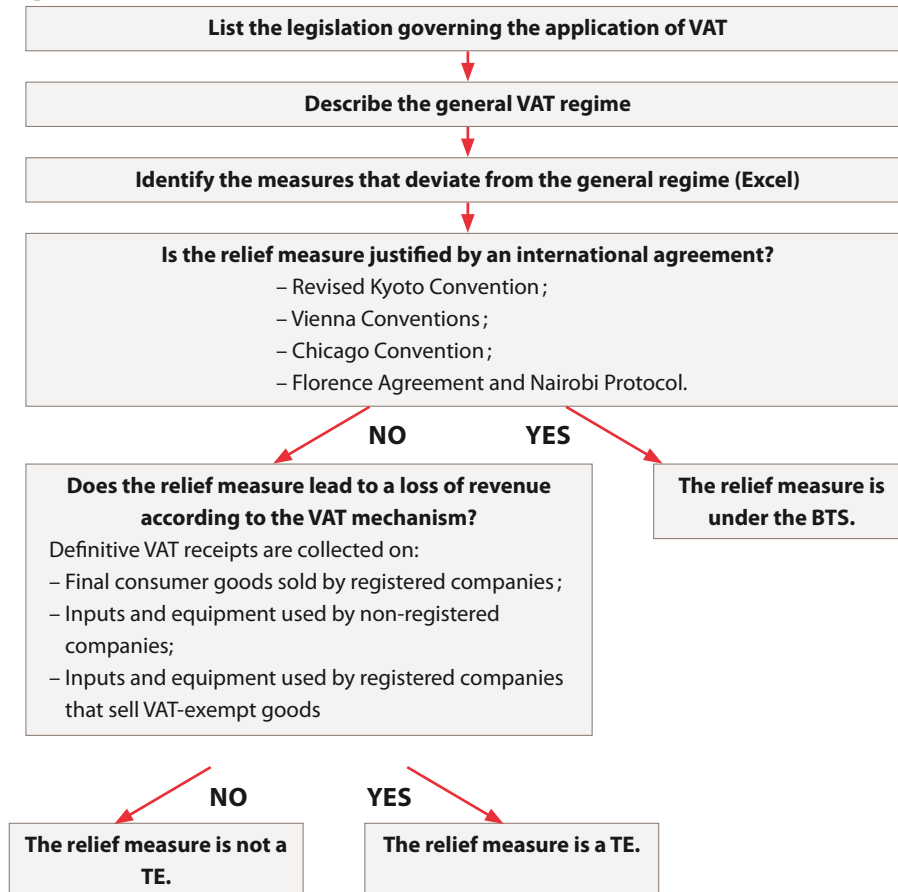 List the legislation governing the application of VAT
Describe the general VAT regime
Identify the measures that deviate from the general regime (Excel)
Is the relief measure justified by an international agreement?
– Revised Kyoto Convention;
– Vienna Conventions;
– Chicago Convention;
– Florence Agreement and Nairobi Protocol.
NO YES
Does the relief measure lead to a loss of revenue
according to the VAT mechanism?
Definitive VAT receipts are collected on:
– Final consumer goods sold by registered companies;
– Inputs and equipment used by non-registered
companies;
– Inputs and equipment used by registered companies
that sell VAT-exempt goods
The relief measure is
under the BTS.
NO YES
The relief measure is not a
TE.
The relief measure is a TE.